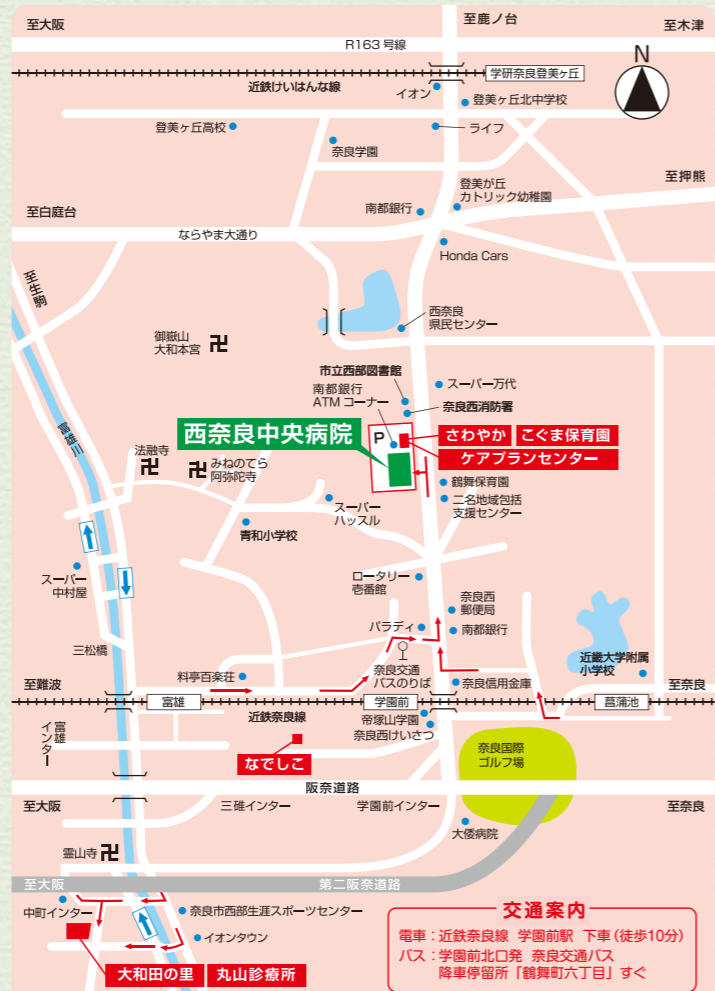 至大阪
至鹿ノ台
至木津
R163号線
N
学研奈良登美ヶ丘
近鉄けいはんな線
イオン
登美ヶ丘北中学校
登美ヶ丘高校
ライフ
奈良学園
至押熊
登美が丘
カトリック幼稚園
至白庭台
南都銀行
ならやま大通り
Honda Cars
至生駒
西奈良
県民センター
御嶽山
大和本宮
卍
市立西部図書館
南都銀行
ATMコーナー
スーパー万代
奈良西消防署
西奈良中央病院
P
さわやか
こぐま保育園
ケアプランセンター
富雄川
法融寺
卍
卍
みねのてら
阿弥陀寺
鶴舞保育園
二名地域包括
支援センター
スーパー
ハッスル
青和小学校
スーパー
中村屋
ロータリー
壱番館
奈良西
郵便局
パラディ
南都銀行
三松橋
近畿大学附属
小学校
料亭百楽荘
奈良交通
バスのりば
奈良信用金庫
至難波
至奈良
富雄
学園前
菖蒲池
近鉄奈良線
帝塚山学園
奈良西けいさつ
富雄
インター
なでしこ
奈良国際
ゴルフ場
阪奈道路
至大阪
三碓インター
学園前インター
至奈良
大倭病院
霊山寺
卍
至大阪
第二阪奈道路
中町インター
奈良市西部生涯スポーツセンター
イオンタウン
大和田の里
丸山診療所
交通案内
電車：近鉄奈良線 学園前駅 下車(徒歩10分)
バス：学園前北口発 奈良交通バス
降車停留所「鶴舞町六丁目」すぐ